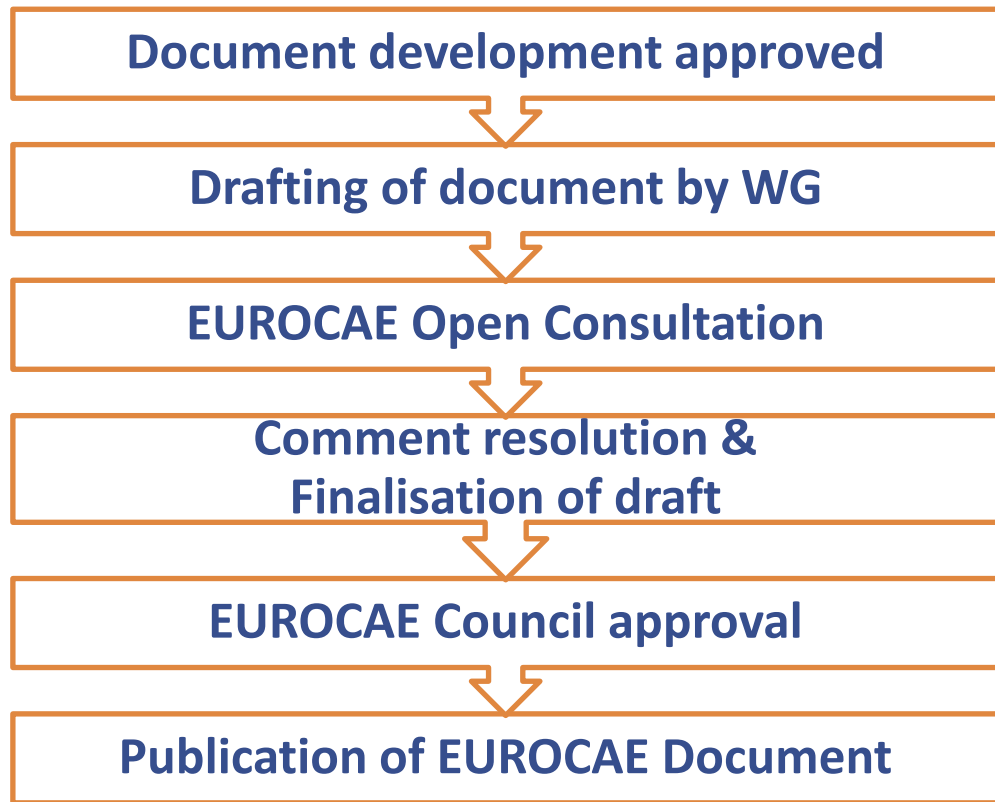 Document development approved
Drafting of document by WG
EUROCAE Open Consultation
Comment resolution &
Finalisation of draft
EUROCAE Council approval
Publication of EUROCAE Document